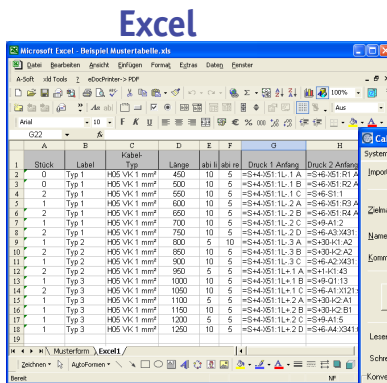 Excel
Microsoft Excel - Beispiel Mustertabelle.xls
Datei Bearbeiten Ansicht Einfügen Format Extras Daten Fenster
A-Soft xld Tools ? eDocPrinter-> PDF
100%
Aus
Arial 10 F K U
G22 fx
A B C D E F G H
1 Stück Label Kabel-Typ Länge abi li abi re Druck 1 Anfang Druck 2 Anfang
2 0 Typ 1 H05 VK 1 mm² 450 10 5 =S+4-X51:1L-.1 A =S+6-X51:R1 A
3 0 Typ 1 H05 VK 1 mm² 500 10 5 =S+4-X51:1L-.1 B =S+6-X51:R2 A
4 0 Typ 1 H05 VK 1 mm² 550 10 5 =S+4-X51:1L-.1 C =S+6-S1:1
5 1 Typ 1 H05 VK 1 mm² 600 10 5 =S+4-X51:1L-.2 A =S+6-X51:R3 A
6 2 Typ 1 H05 VK 1 mm² 650 10 5 =S+4-X51:1L-.2 B =S+6-X51:R4 A
7 2 Typ 1 H05 VK 1 mm² 700 10 5 =S+4-X51:1L-.2 C =S+9-A1:2
8 2 Typ 1 H05 VK 1 mm² 750 10 5 =S+4-X51:1L-.2 D =S+6-A3:X431:
9 1 Typ 2 H05 VK 1 mm² 800 5 10 =S+4-X51:1L-.3 A =S+30-K1:A2
10 2 Typ 2 H05 VK 1 mm² 850 10 5 =S+4-X51:1L-.3 B =S+30-K2:A2
11 1 Typ 2 H05 VK 1 mm² 900 10 5 =S+4-X51:1L-.3 D =S+6-A2:X431:
12 2 Typ 2 H05 VK 1 mm² 950 5 5 =S+4-X51:1L+.1 A =S+1-K1:43
13 1 Typ 3 H05 VK 1 mm² 1000 10 5 =S+4-X51:1L+.1 B =S+9-Q1:13
14 1 Typ 3 H05 VK 1 mm² 1050 10 5 =S+4-X51:1L+.1 C =S+6-A1:X121:
15 1 Typ 3 H05 VK 1 mm² 1100 10 5 =S+4-X51:1L+.2 A =S+30-K2:A1
16 1 Typ 3 H05 VK 1 mm² 1150 10 5 =S+4-X51:1L+.2 B =S+30-K2:B1
17 1 Typ 3 H05 VK 1 mm² 1200 10 5 =S+4-X51:1L+.2 C =S+9-A1:5
18 1 Typ 3 H05 VK 1 mm² 1250 10 5 =S+4-X51:1L+.2 D =S+6-A4:X341:
19
Musterform Excel1
Zeichnen AutoFormen
Bereit NF
Ca
System
Import
Zielma
Name
Komm
Lesen
Schre
Konve